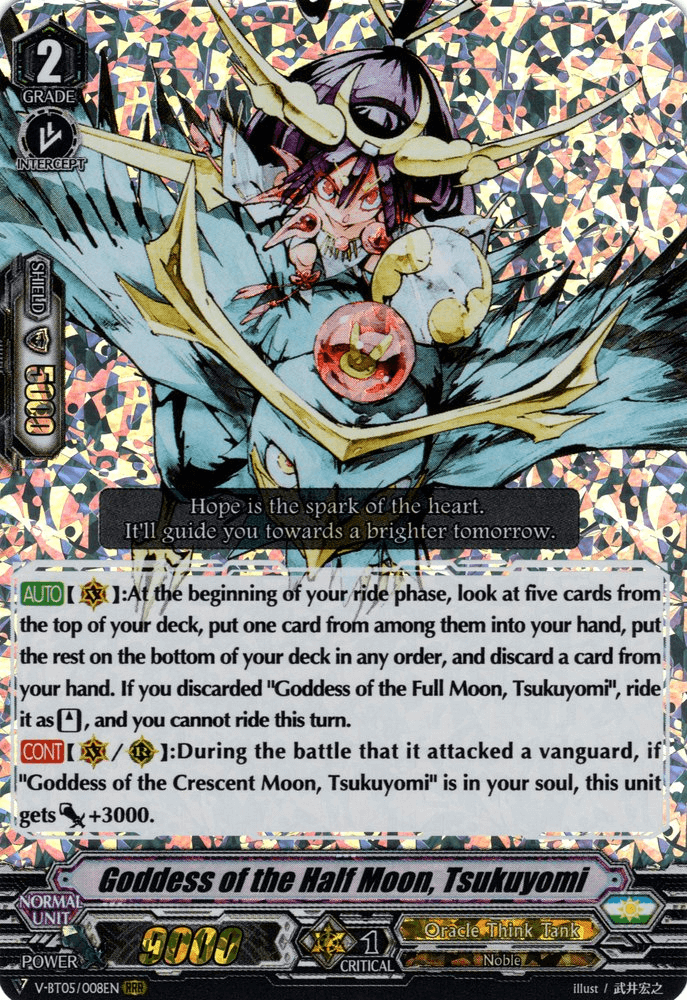 2
GRADE
INTERCEPT
SHIELD
5000
Hope is the spark of the heart.
It'll guide you towards a brighter tomorrow.
AUTO【 】:At the beginning of your ride phase, look at five cards from
the top of your deck, put one card from among them into your hand, put
the rest on the bottom of your deck in any order, and discard a card from
your hand. If you discarded "Goddess of the Full Moon, Tsukuyomi", ride
it as , and you cannot ride this turn.
CONT【 / R 】:During the battle that it attacked a vanguard, if
"Goddess of the Crescent Moon, Tsukuyomi" is in your soul, this unit
gets +3000.
Goddess of the Half Moon, Tsukuyomi
NORMAL
UNIT
POWER 9000 1 CRITICAL
Oracle Think Tank
Noble
V-BT05/008EN RRR
illust / 武井宏之